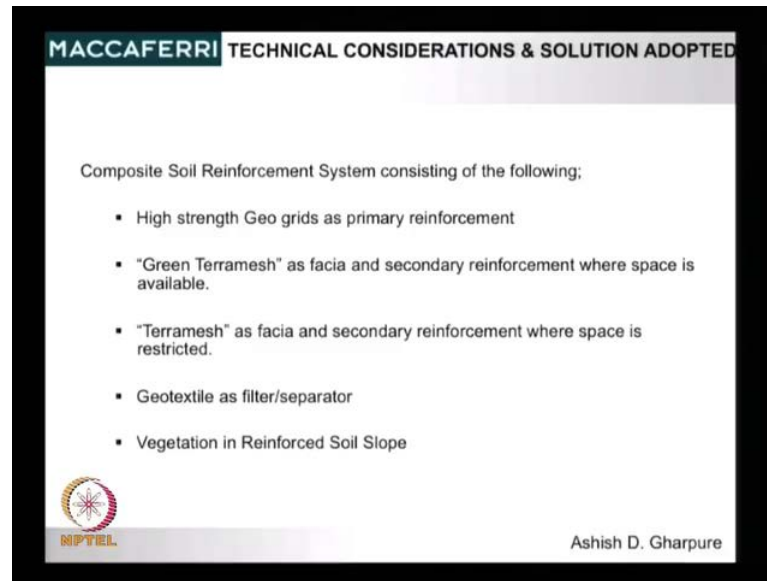 MACCAFERRI TECHNICAL CONSIDERATIONS & SOLUTION ADOPTED
Composite Soil Reinforcement System consisting of the following;
▪ High strength Geo grids as primary reinforcement
▪ "Green Terramesh" as facia and secondary reinforcement where space is
available.
▪ "Terramesh" as facia and secondary reinforcement where space is
restricted.
▪ Geotextile as filter/separator
▪ Vegetation in Reinforced Soil Slope
NPTEL
Ashish D. Gharpure